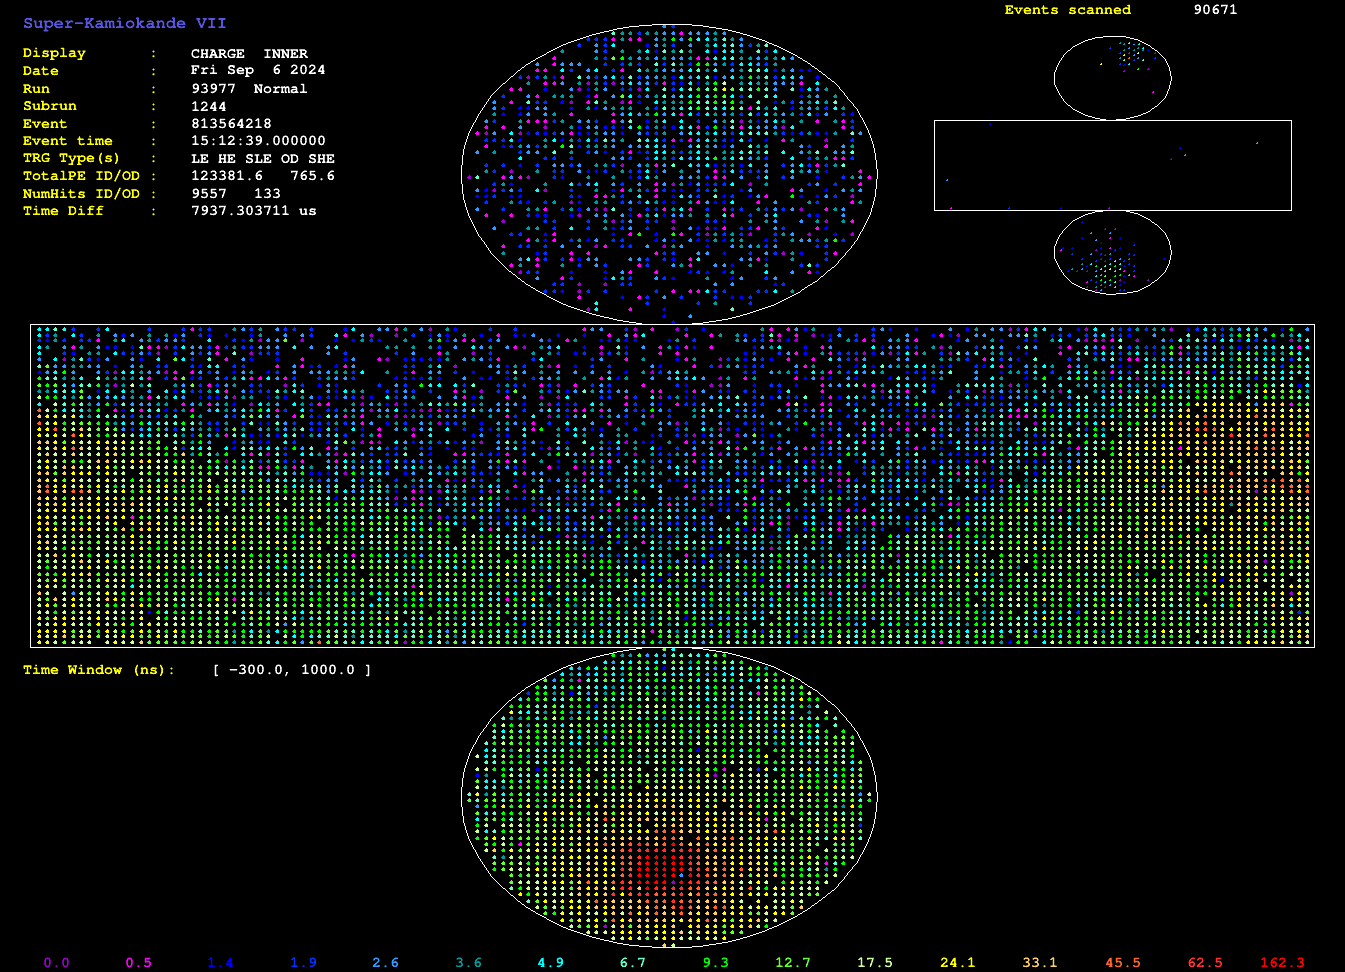 Super-Kamiokande VII
Events scanned 90671
Display : CHARGE INNER
Date : Fri Sep 6 2024
Run : 93977 Normal
Subrun : 1244
Event : 813564218
Event time : 15:12:39.000000
TRG Type(s) : LE HE SLE OD SHE
TotalPE ID/OD : 123381.6 765.6
NumHits ID/OD : 9557 133
Time Diff : 7937.303711 us
Time Window (ns): [ -300.0, 1000.0 ]
0.0 0.5 1.4 1.9 2.6 3.6 4.9 6.7 9.3 12.7 17.5 24.1 33.1 45.5 62.5 162.3